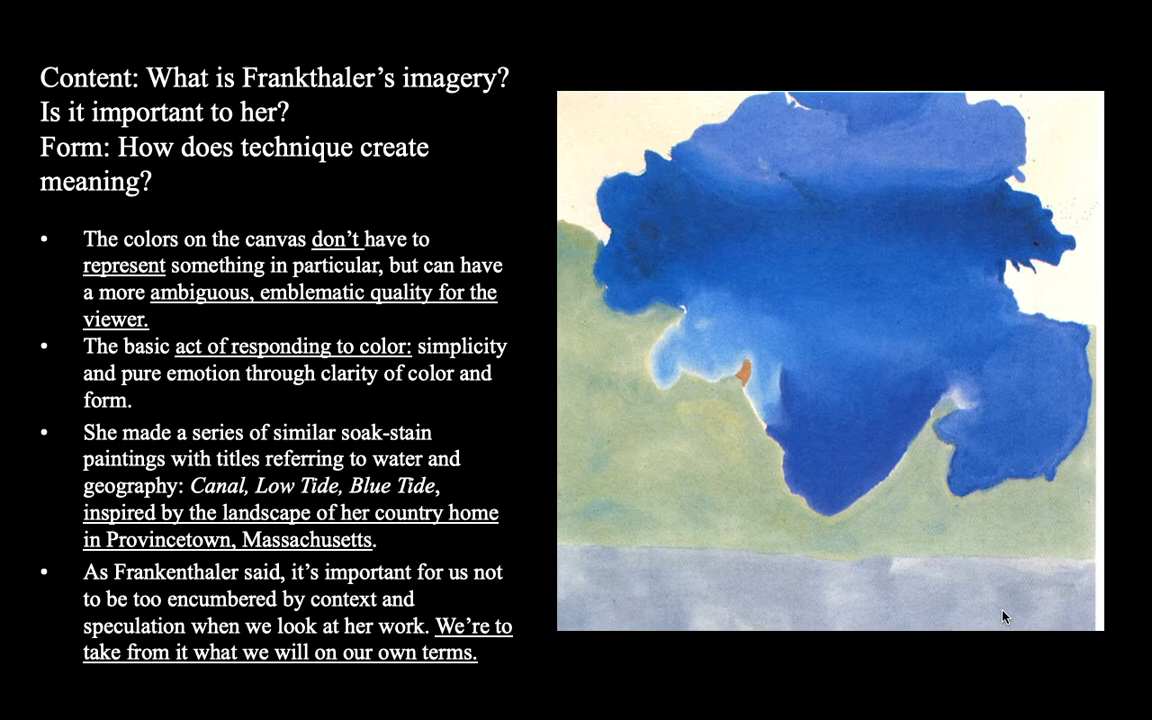 Content: What is Frankthaler’s imagery?
Is it important to her?
Form: How does technique create
meaning?
• The colors on the canvas don’t have to
represent something in particular, but can have
a more ambiguous, emblematic quality for the
viewer.
• The basic act of responding to color: simplicity
and pure emotion through clarity of color and
form.
• She made a series of similar soak-stain
paintings with titles referring to water and
geography: Canal, Low Tide, Blue Tide,
inspired by the landscape of her country home
in Provincetown, Massachusetts.
• As Frankenthaler said, it’s important for us not
to be too encumbered by context and
speculation when we look at her work. We’re to
take from it what we will on our own terms.